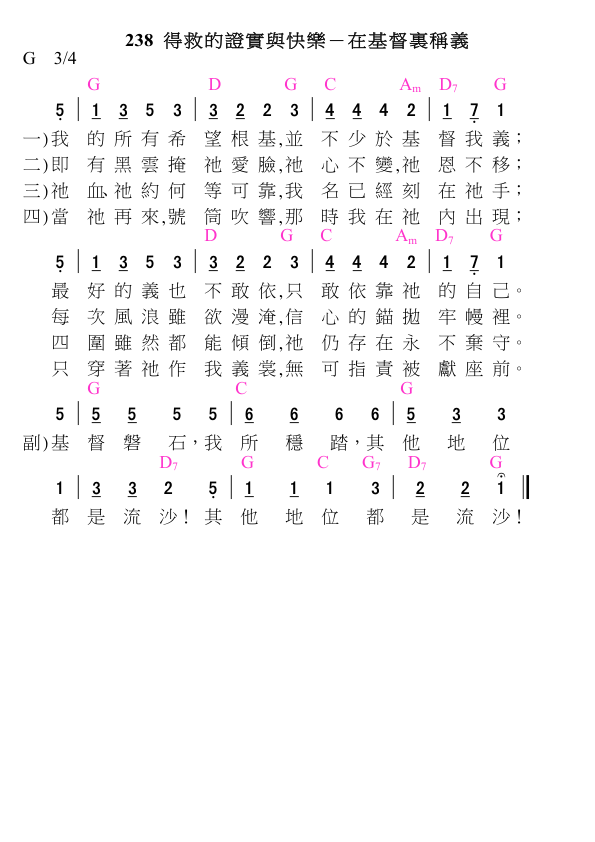 238 得救的證實與快樂－在基督裏稱義
G 3/4
G D G C Am D7 G
5 | 1 3 5 3 | 3 2 2 3 | 4 4 4 2 | 1 7 1
一)我 的所有希 望根基,並 不少於基 督我義；
二)即 有黑雲掩 祂愛臉,祂 心不變,祂 恩不移；
三)祂 血、祂約何 等可靠,我 名已經刻 在祂手；
四)當 祂再來,號 筒吹響,那 時我在祂 內出現；
D G C Am D7 G
5 | 1 3 5 3 | 3 2 2 3 | 4 4 4 2 | 1 7 1
最 好的義也 不敢依,只 敢依靠祂 的自己。
每 次風浪雖 欲漫淹,信 心的錨拋 牢幔裡。
四 圍雖然都 能傾倒,祂 仍存在永 不棄守。
只 穿著祂作 我義裳,無 可指責被 獻座前。
G C G
5 | 5 5 5 5 | 6 6 6 6 | 5 3 3
副)基 督磐石，我 所穩踏，其 他地位
D7 G C G7 D7 G
1 | 3 3 2 5 | 1 1 1 3 | 2 2 1
都 是流沙！其 他地位都 是流沙！